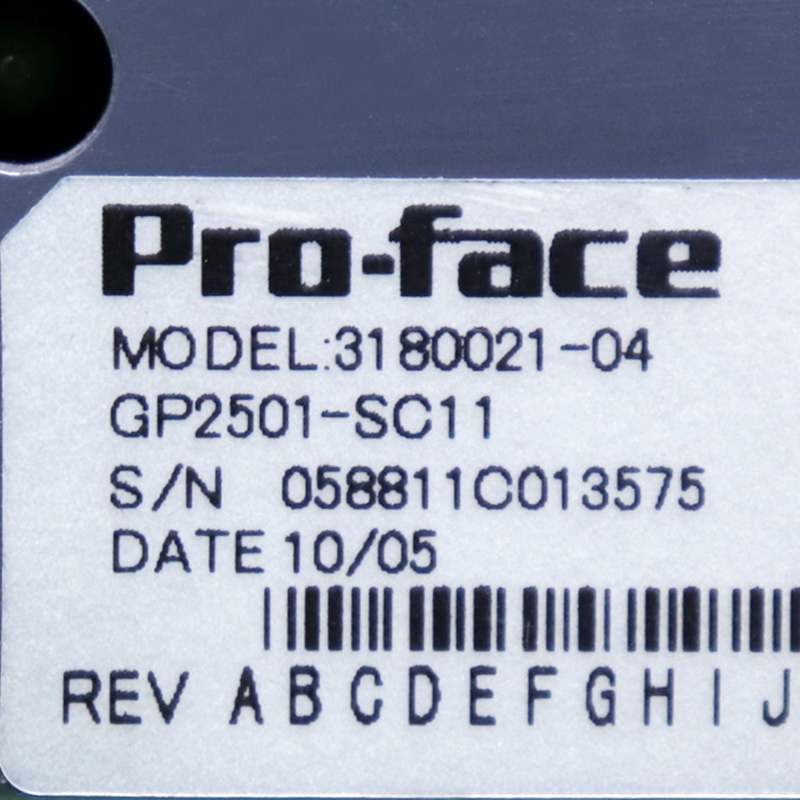 Pro-face
MODEL:3180021-04
GP2501-SC11
S/N 058811C013575
DATE 10/05
REV A B C D E F G H I J